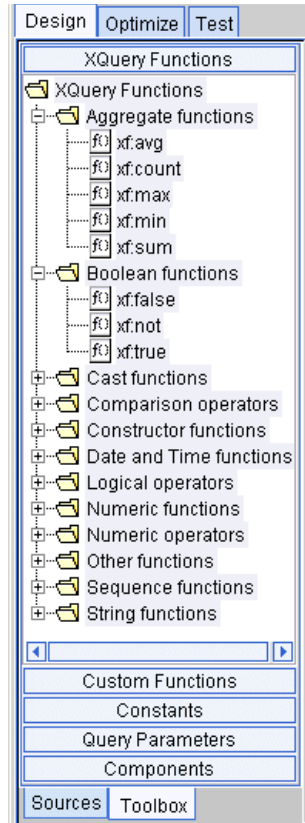 Design Optimize Test
XQuery Functions
XQuery Functions
Aggregate functions
f() xf:avg
f() xf:count
f() xf:max
f() xf:min
f() xf:sum
Boolean functions
f() xf:false
f() xf:not
f() xf:true
Cast functions
Comparison operators
Constructor functions
Date and Time functions
Logical operators
Numeric functions
Numeric operators
Other functions
Sequence functions
String functions
Custom Functions
Constants
Query Parameters
Components
Sources Toolbox